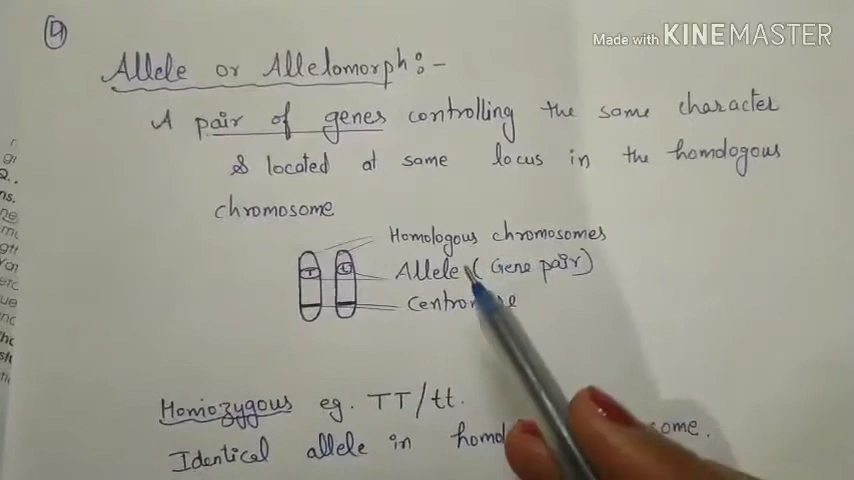 Made with KINEMASTER
9
Allele or Allelomorph:-
A pair of genes controlling the same character
& located at same locus in the homologous
chromosome
Homologous chromosomes
T
Allele (Gene pair)
Homozygous eg. TT/tt.
Identical allele in